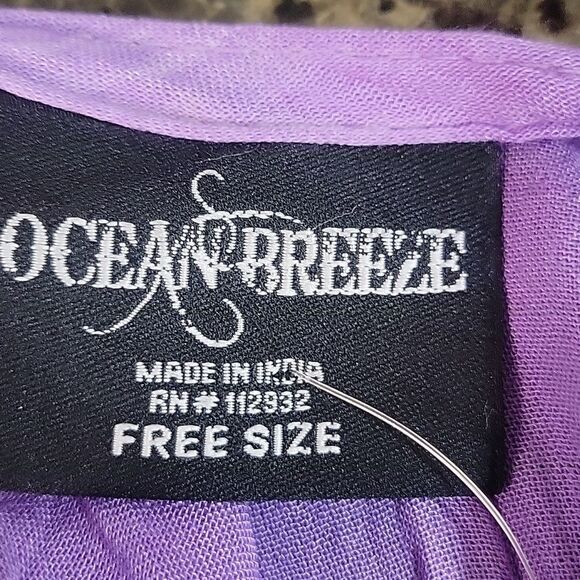 OCEAN BREEZE
MADE IN INDIA
RN# 112932
FREE SIZE